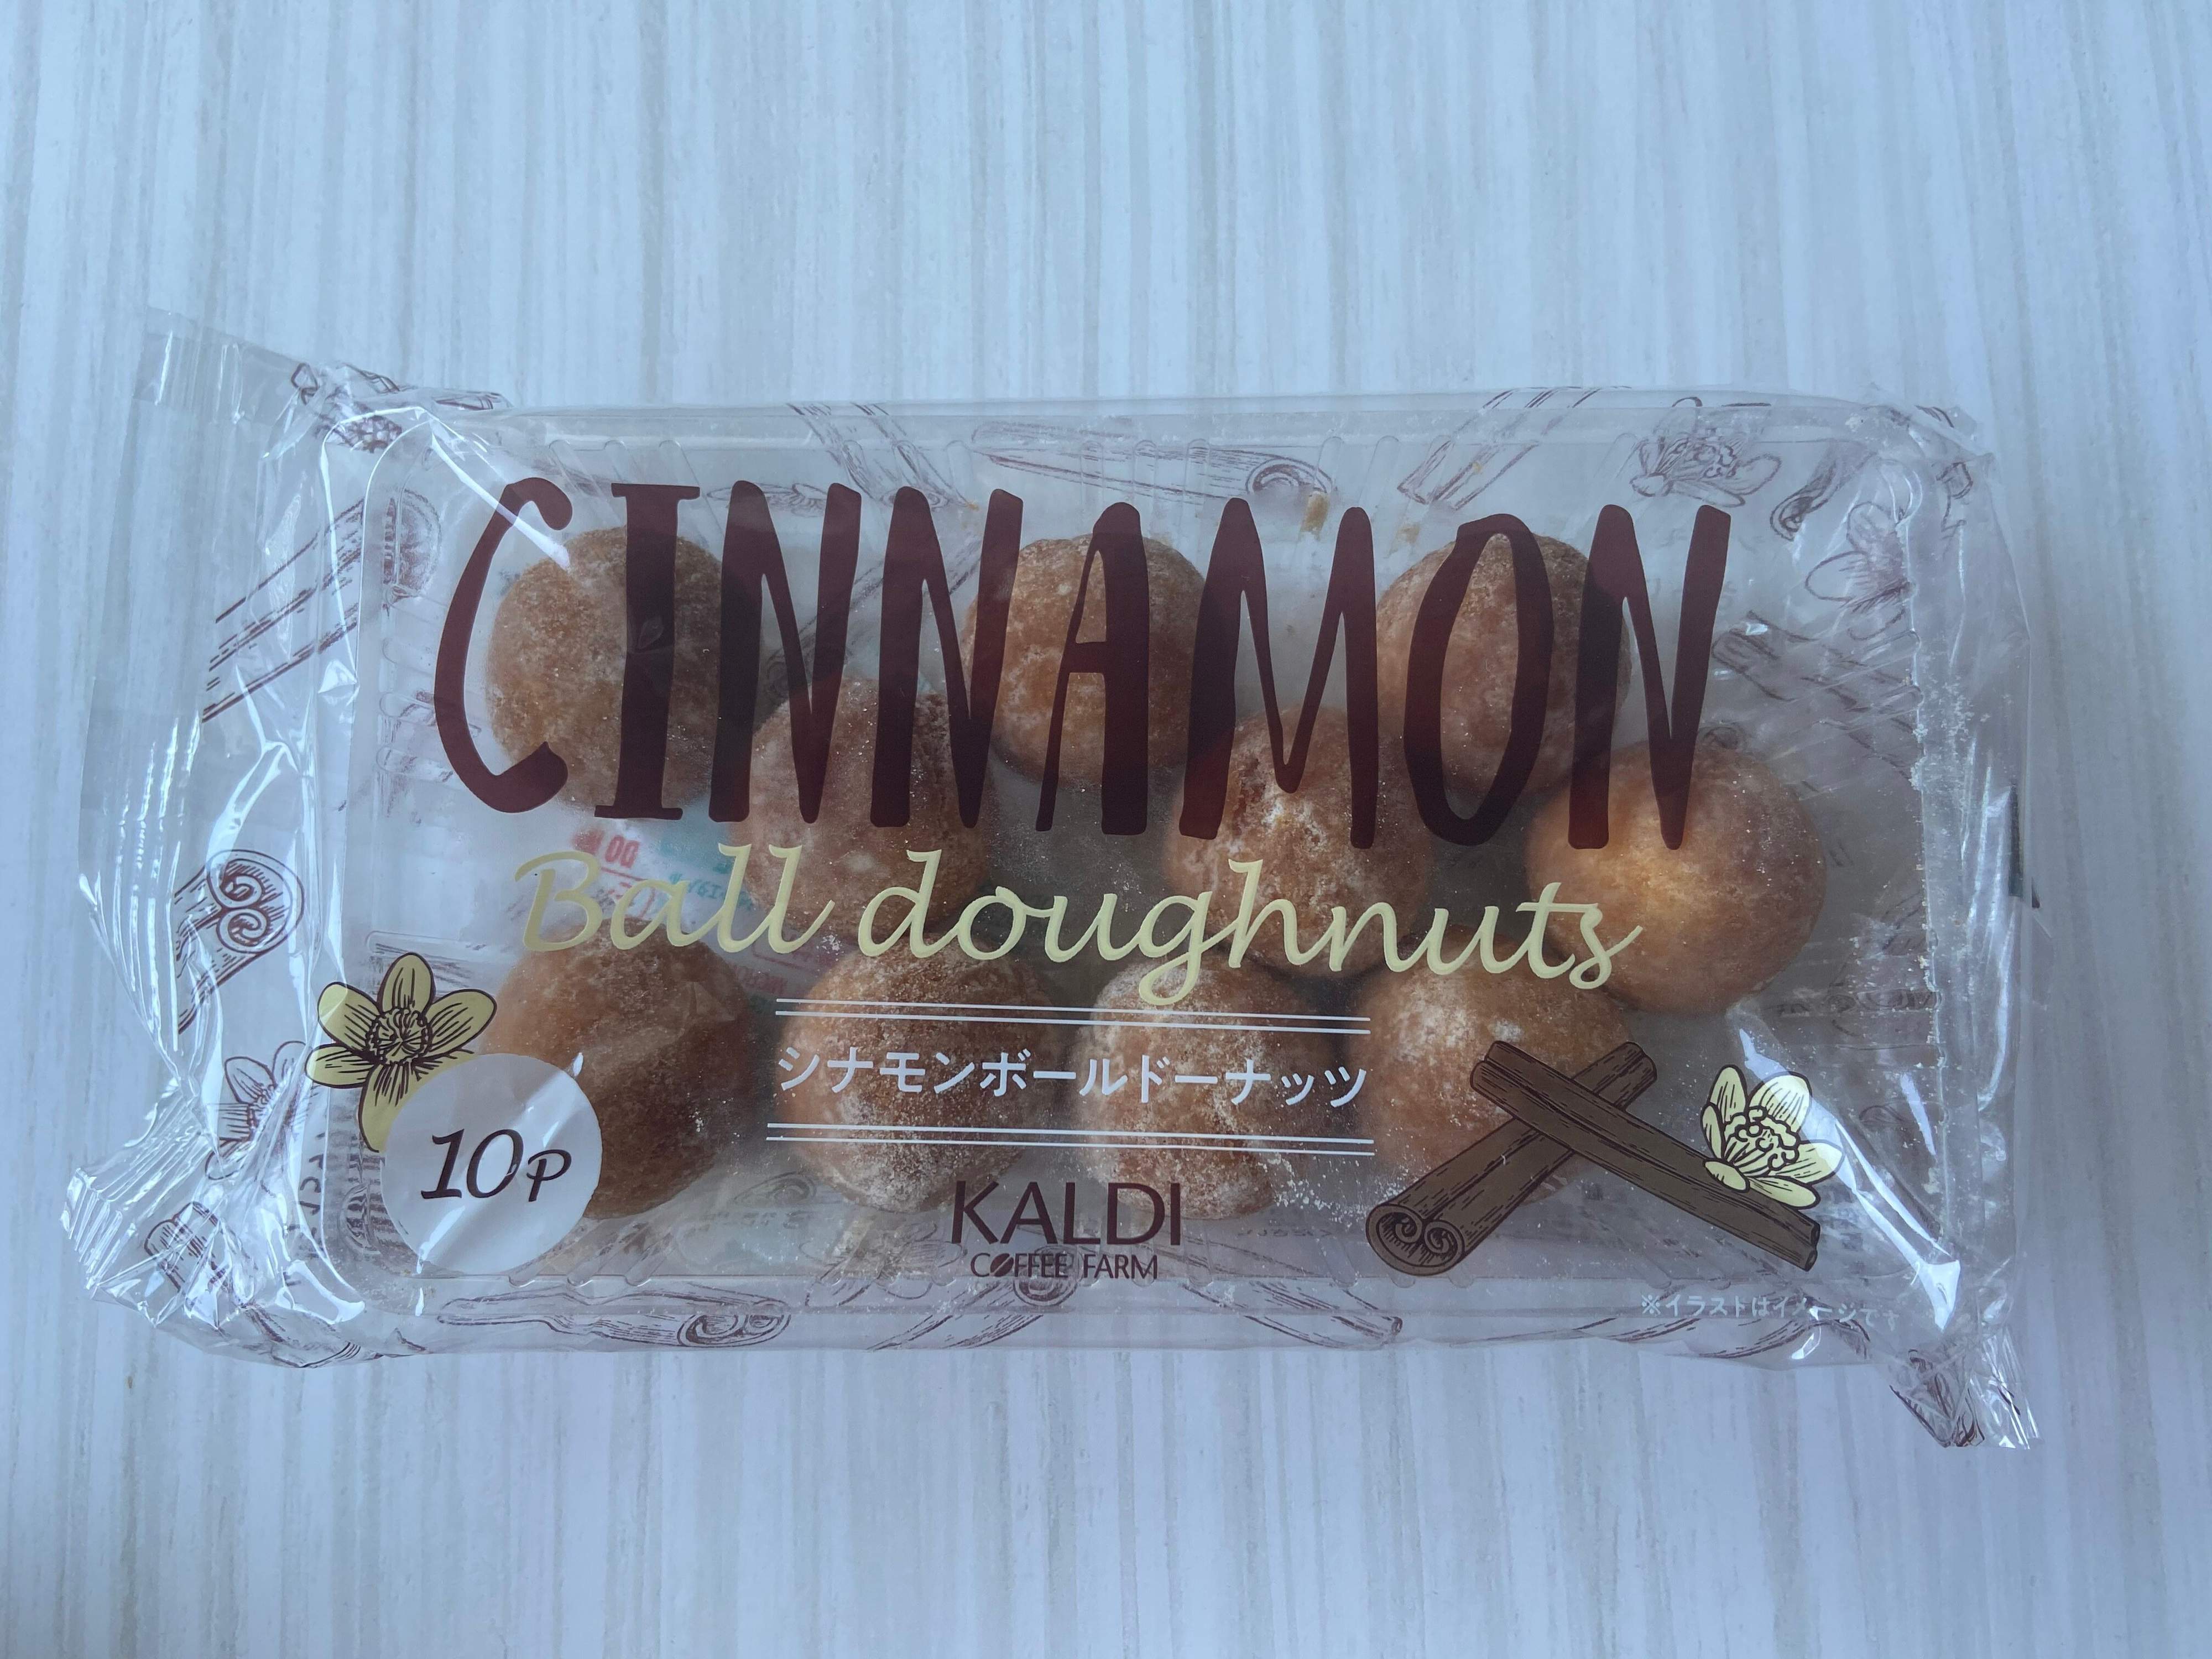 CINNAMON
Ball doughnuts
シナモンボールドーナッツ
10P
KALDI
COFFEE FARM
※イラストはイメージです